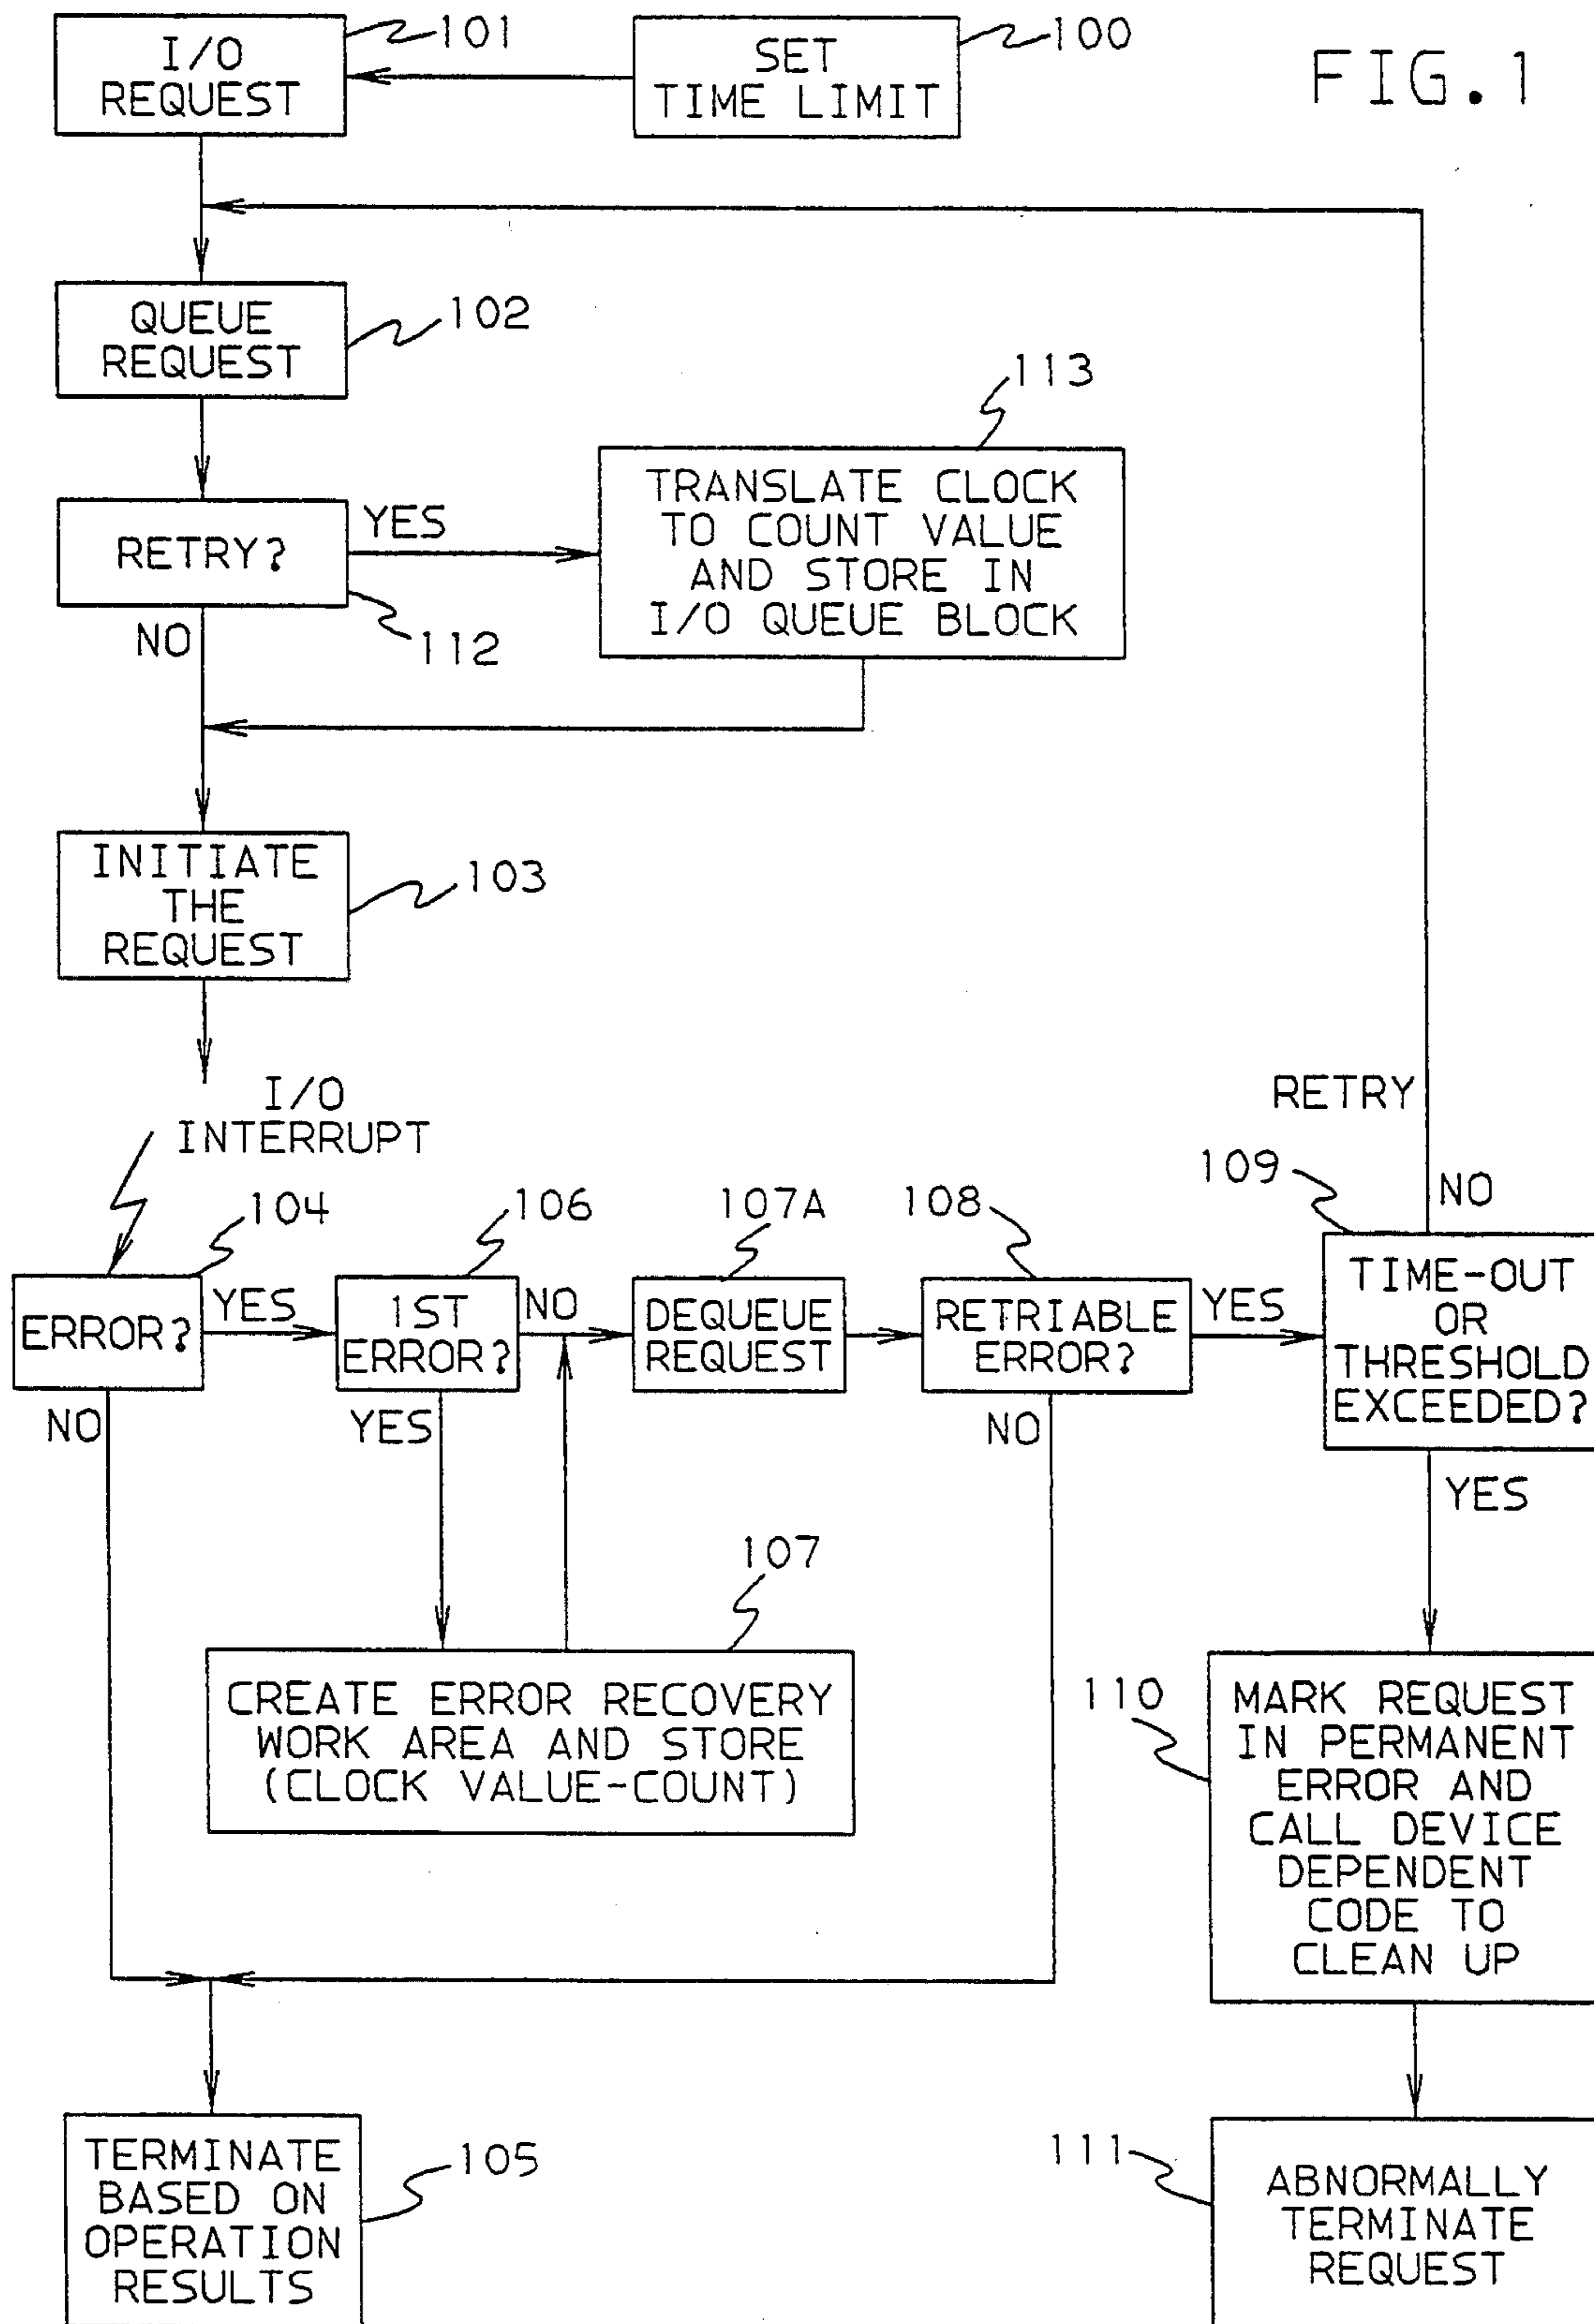 I/O
REQUEST
101
SET
TIME LIMIT
100
FIG.1
QUEUE
REQUEST
102
RETRY?
YES
NO
112
113
TRANSLATE CLOCK
TO COUNT VALUE
AND STORE IN
I/O QUEUE BLOCK
INITIATE
THE
REQUEST
103
I/O
INTERRUPT
RETRY
104
ERROR?
YES
NO
106
1ST
ERROR?
NO
YES
107A
DEQUEUE
REQUEST
108
RETRIABLE
ERROR?
YES
NO
109
NO
TIME-OUT
OR
THRESHOLD
EXCEEDED?
YES
107
CREATE ERROR RECOVERY
WORK AREA AND STORE
(CLOCK VALUE-COUNT)
110
MARK REQUEST
IN PERMANENT
ERROR AND
CALL DEVICE
DEPENDENT
CODE TO
CLEAN UP
TERMINATE
BASED ON
OPERATION
RESULTS
105
111
ABNORMALLY
TERMINATE
REQUEST